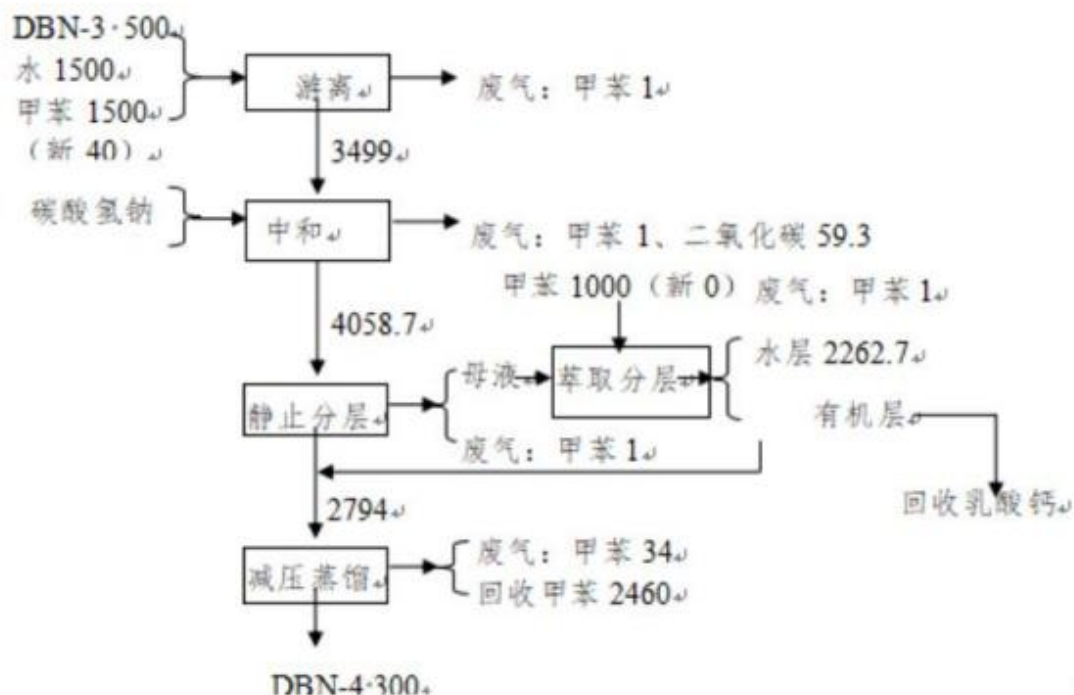 DBN-3·500
水 1500
甲苯 1500
（新 40）
游离
废气：甲苯 1
3499
碳酸氢钠
中和
废气：甲苯 1、二氧化碳 59.3
甲苯 1000（新 0）
废气：甲苯 1
4058.7
静止分层
母液
萃取分层
水层 2262.7
有机层
废气：甲苯 1
回收乳酸钙
2794
减压蒸馏
废气：甲苯 34
回收甲苯 2460
DBN-4·300